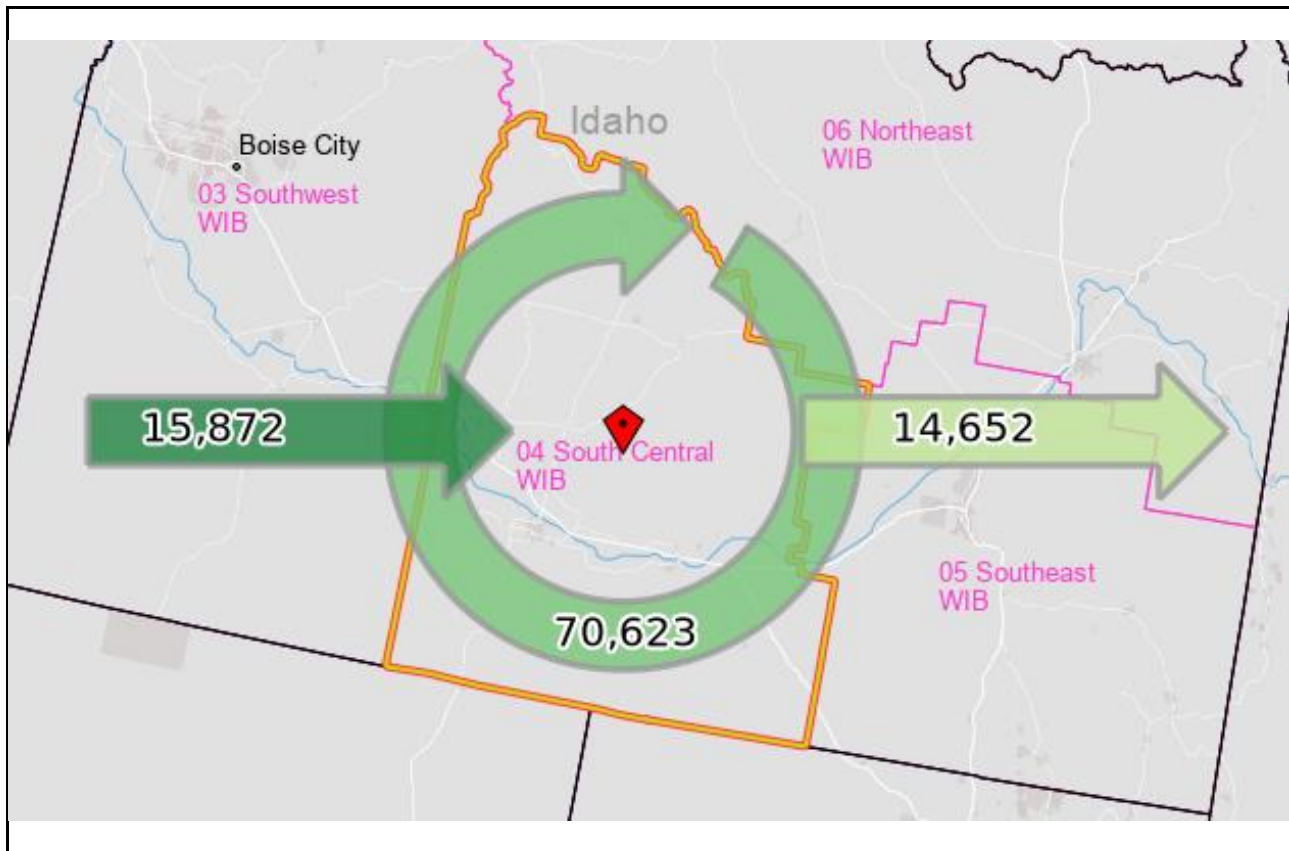 Idaho
06 Northeast
WIB
Boise City
03 Southwest
WIB
15,872
14,652
04 South Central
WIB
05 Southeast
WIB
70,623